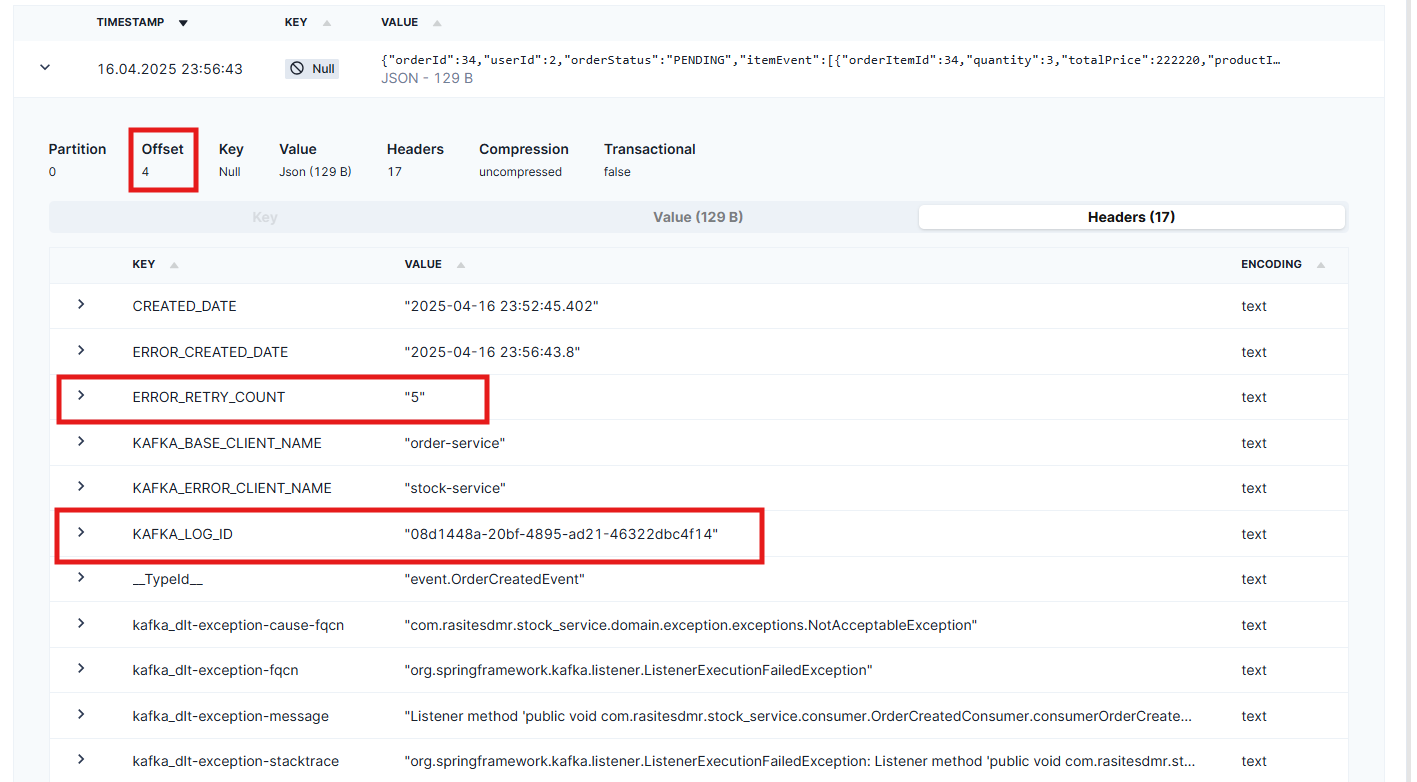 TIMESTAMP KEY VALUE
16.04.2025 23:56:43 Null {"orderId":34,"userId":2,"orderStatus":"PENDING","itemEvent":[{"orderItemId":34,"quantity":3,"totalPrice":222220,"productI…
JSON - 129 B
Partition Offset Key Value Headers Compression Transactional
0 4 Null Json (129 B) 17 uncompressed false
Key Value (129 B) Headers (17)
KEY VALUE ENCODING
CREATED_DATE "2025-04-16 23:52:45.402" text
ERROR_CREATED_DATE "2025-04-16 23:56:43.8" text
ERROR_RETRY_COUNT "5" text
KAFKA_BASE_CLIENT_NAME "order-service" text
KAFKA_ERROR_CLIENT_NAME "stock-service" text
KAFKA_LOG_ID "08d1448a-20bf-4895-ad21-46322dbc4f14" text
__TypeId__ "event.OrderCreatedEvent" text
kafka_dlt-exception-cause-fqcn "com.rasitesdmr.stock_service.domain.exception.exceptions.NotAcceptableException" text
kafka_dlt-exception-fqcn "org.springframework.kafka.listener.ListenerExecutionFailedException" text
kafka_dlt-exception-message "Listener method 'public void com.rasitesdmr.stock_service.consumer.OrderCreatedConsumer.consumerOrderCreate... text
kafka_dlt-exception-stacktrace "org.springframework.kafka.listener.ListenerExecutionFailedException: Listener method 'public void com.rasitesdmr.st... text